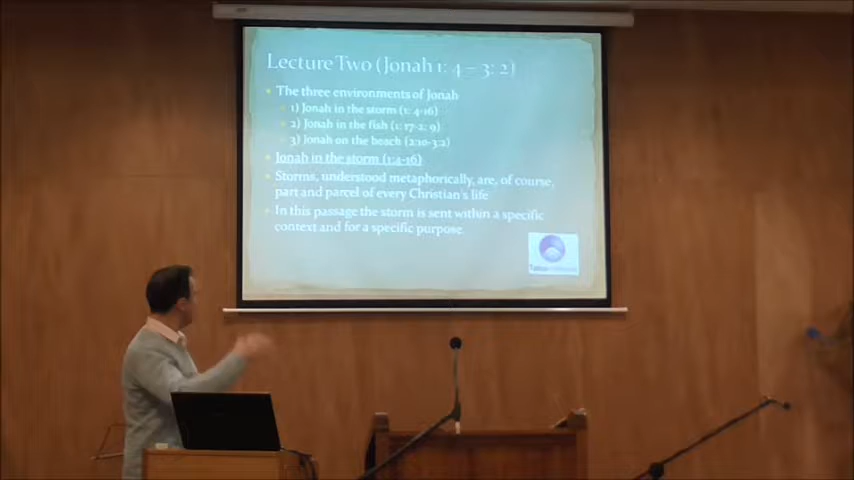 Lecture Two (Jonah 1: 4 – 3: 2)
The three environments of Jonah
1) Jonah in the storm (1: 4-16)
2) Jonah in the fish (1: 17-2: 9)
3) Jonah on the beach (2:10-3:2)
Jonah in the storm (1:4-16)
Storms, understood metaphorically, are, of course,
part and parcel of every Christian's life
In this passage the storm is sent within a specific
context and for a specific purpose.